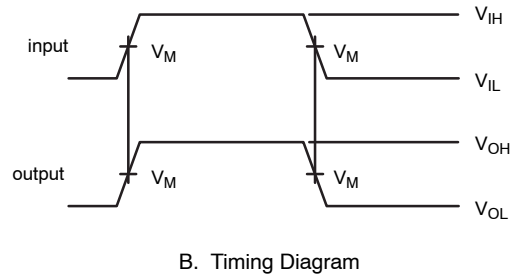 V_IH
input
V_M
V_M
V_IL
V_OH
output
V_M
V_M
V_OL
B. Timing Diagram